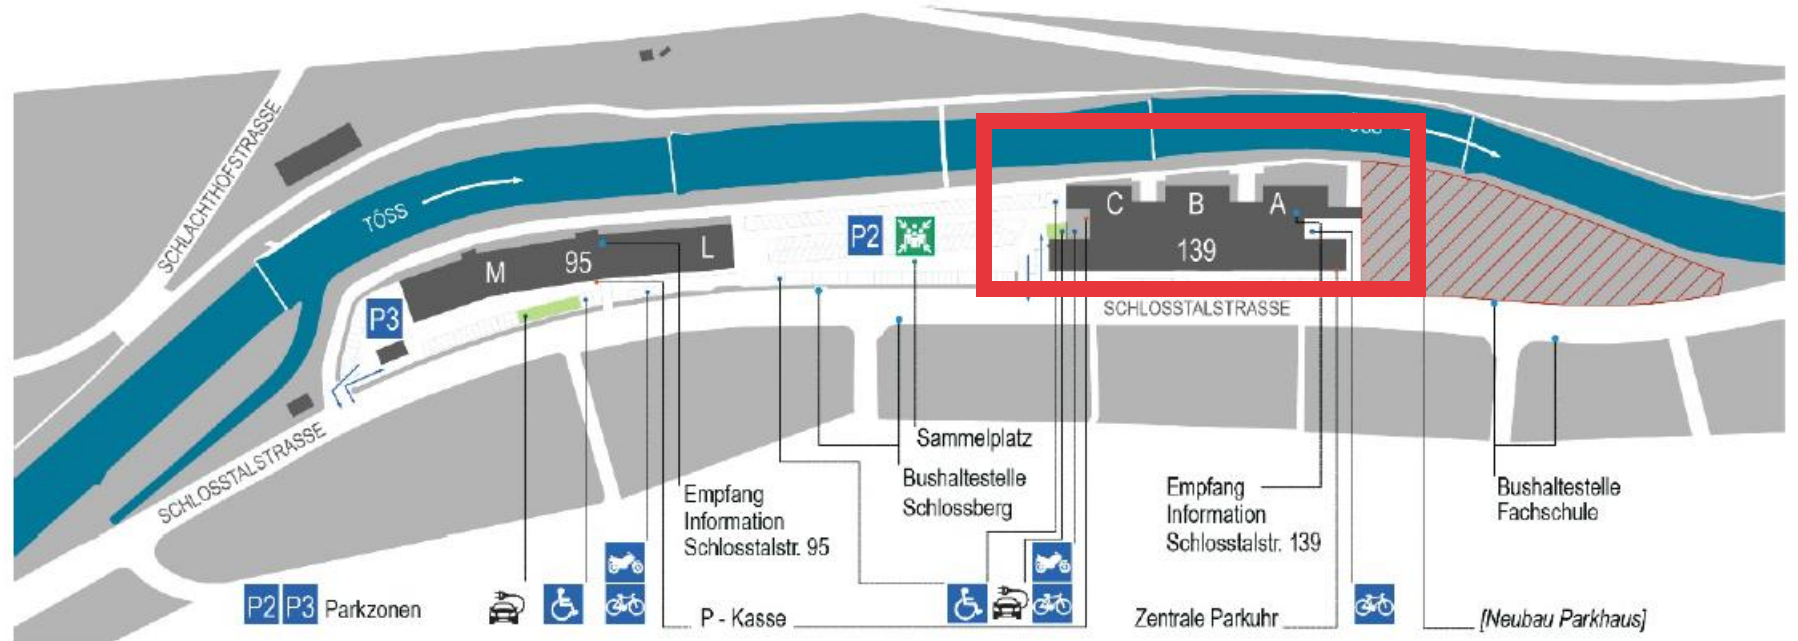 SCHLACHTHOFSTRASSE
TÖSS
TÖSS
C B A
139
P2
M 95 L
P3
SCHLOSSTALSTRASSE
SCHLOSSTALSTRASSE
Sammelplatz
Bushaltestelle
Schlossberg
Empfang
Information
Schlosstalstr. 95
Empfang
Information
Schlosstalstr. 139
Bushaltestelle
Fachschule
P2 P3 Parkzonen
P - Kasse
Zentrale Parkuhr
[Neubau Parkhaus]